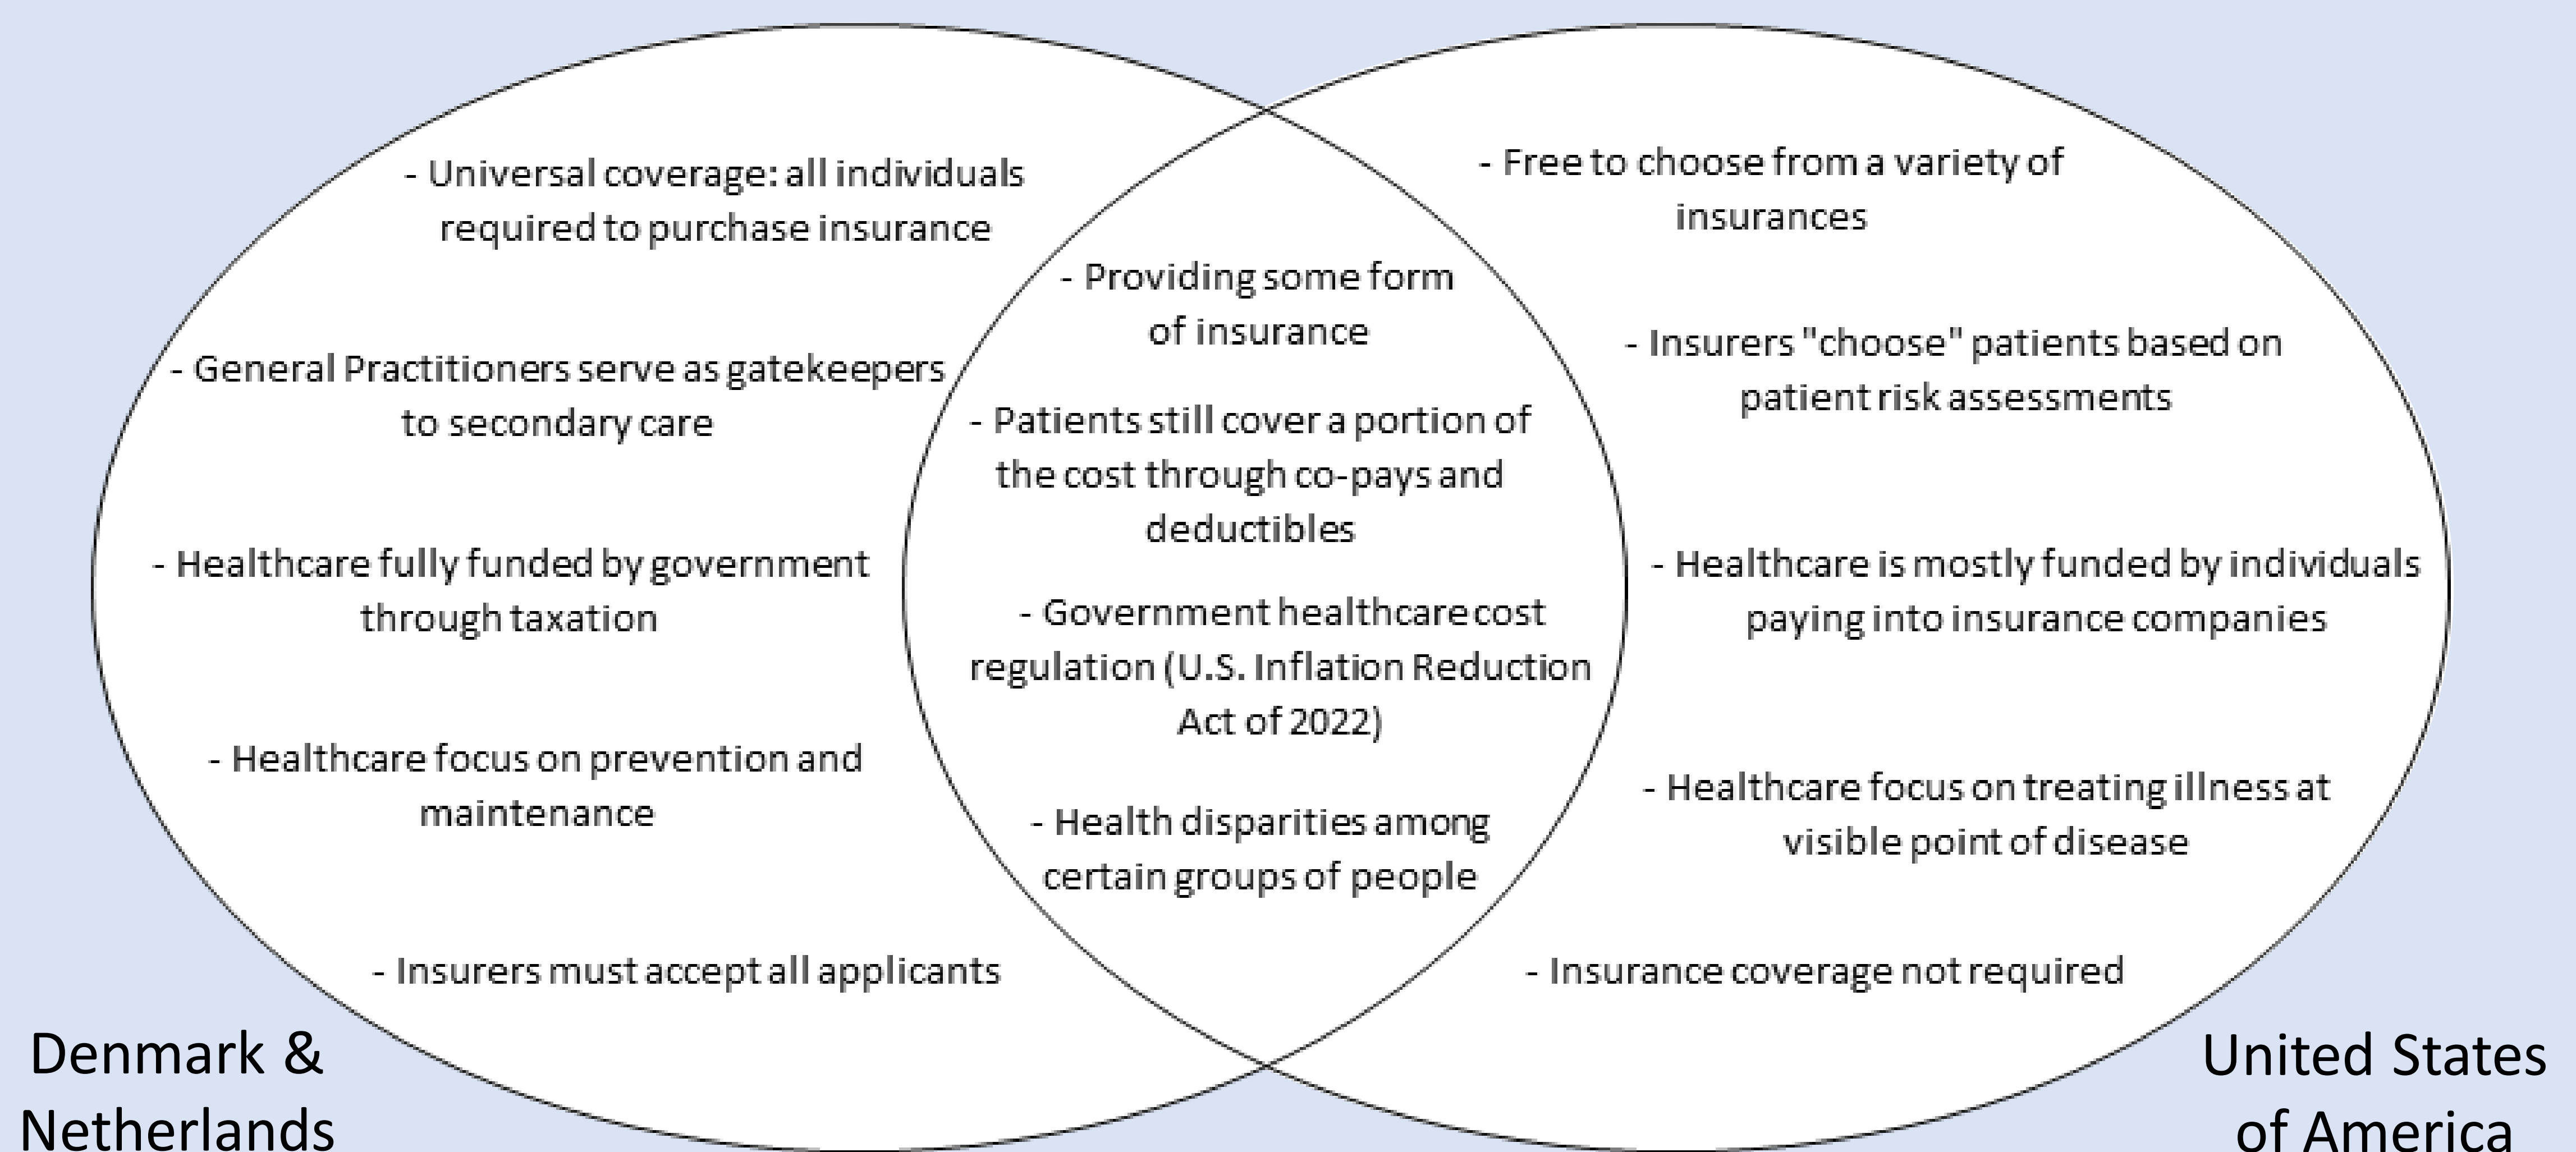 - Universal coverage: all individuals
required to purchase insurance
- General Practitioners serve as gatekeepers
to secondary care
- Healthcare fully funded by government
through taxation
- Healthcare focus on prevention and
maintenance
- Insurers must accept all applicants
- Providing some form
of insurance
- Patients still cover a portion of
the cost through co-pays and
deductibles
- Government healthcare cost
regulation (U.S. Inflation Reduction
Act of 2022)
- Health disparities among
certain groups of people
- Free to choose from a variety of
insurances
- Insurers "choose" patients based on
patient risk assessments
- Healthcare is mostly funded by individuals
paying into insurance companies
- Healthcare focus on treating illness at
visible point of disease
- Insurance coverage not required
Denmark &
Netherlands
United States
of America